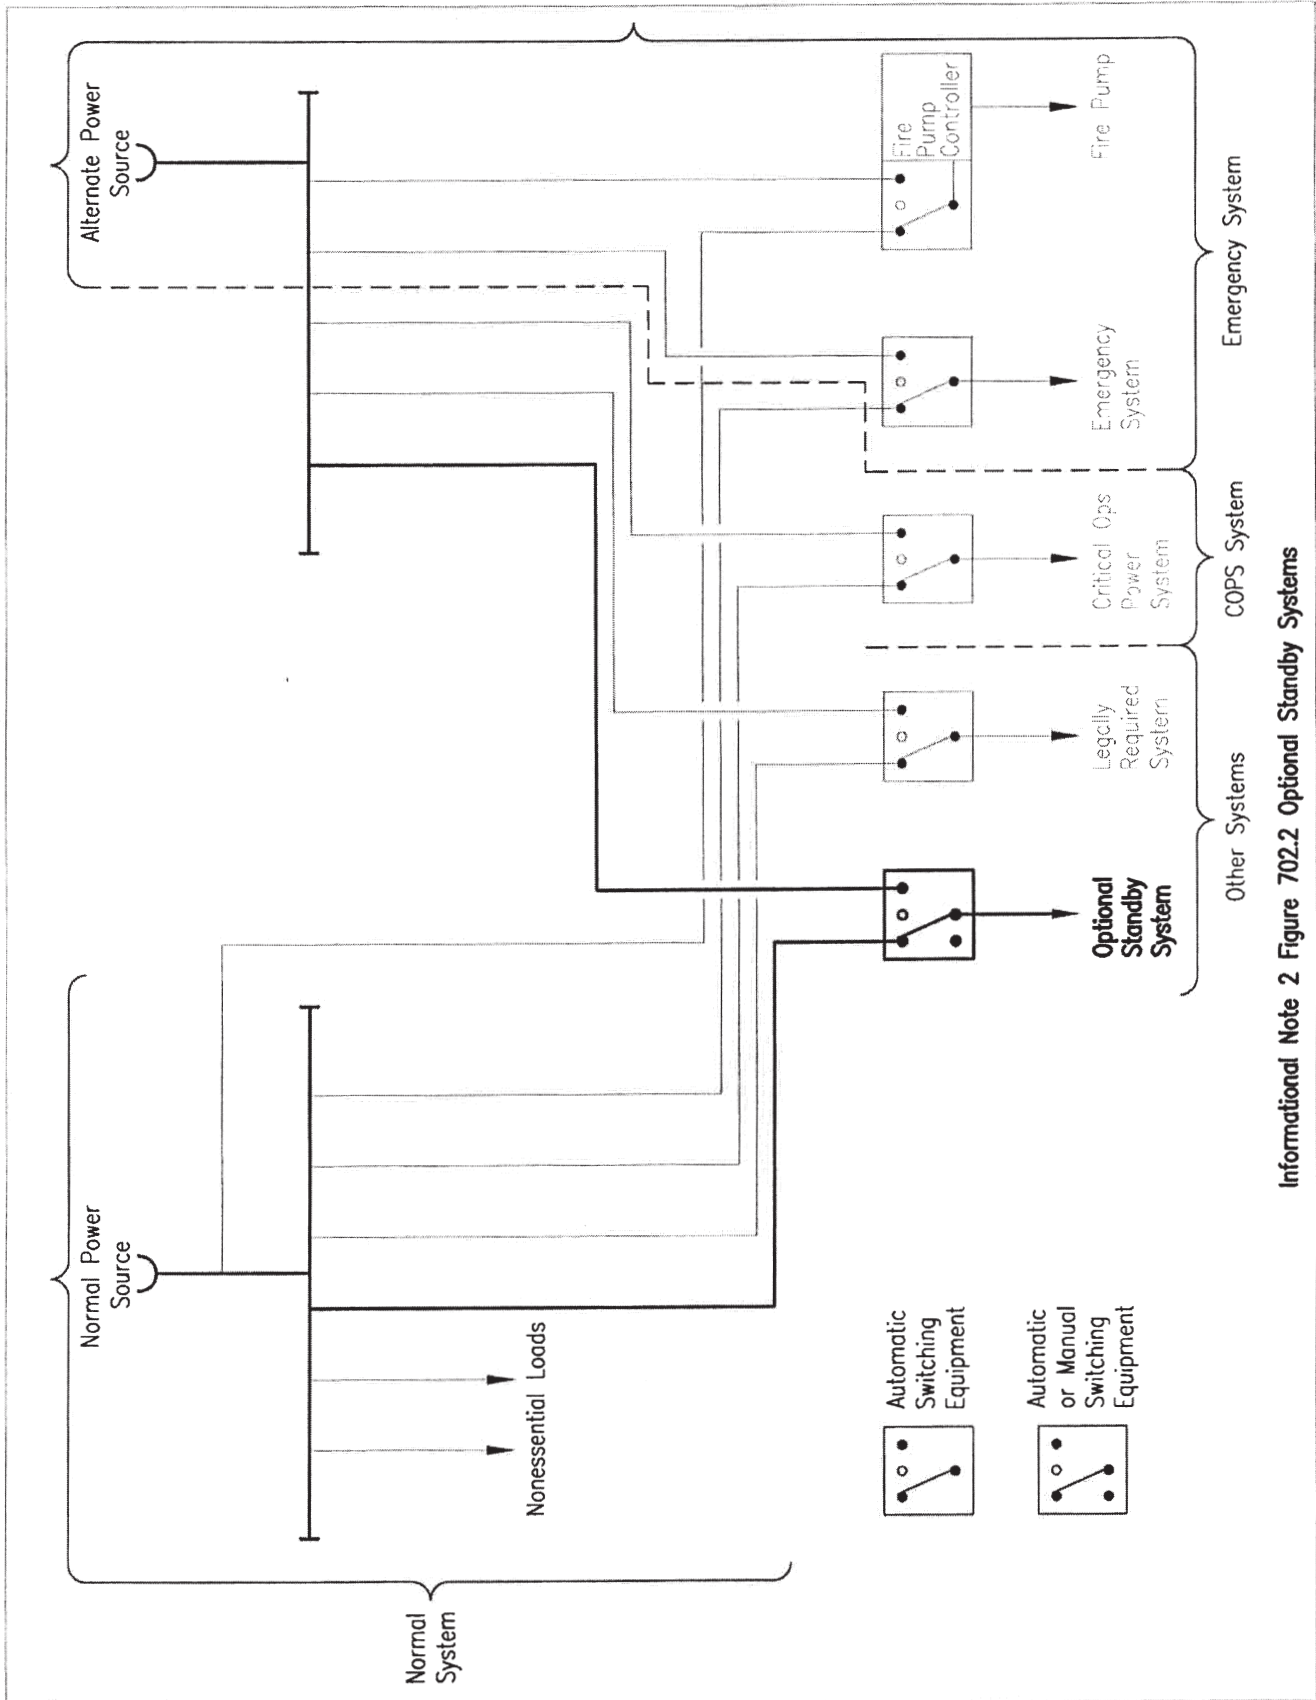 Normal Power
Source
Alternate Power
Source
Normal
System
Nonessential Loads
Automatic
Switching
Equipment
Automatic
or Manual
Switching
Equipment
Fire
Pump
Controller
Optional
Standby
System
Legally
Required
System
Critical Ops
Power
System
Emergency
System
Fire Pump
Other Systems
COPS System
Emergency System
Informational Note 2 Figure 702.2 Optional Standby Systems